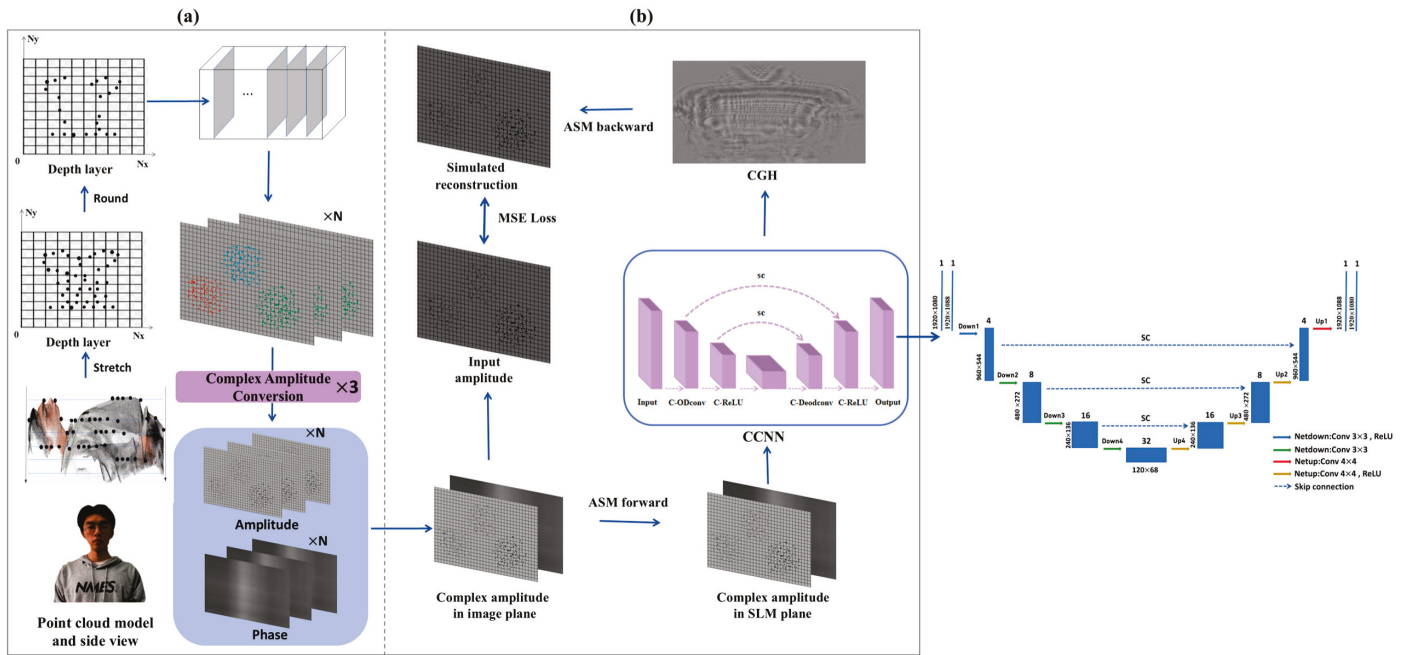 (a)
(b)
Ny
0
Depth layer
Nx
...
Round
×N
Ny
0
Nx
Depth layer
Stretch
Complex Amplitude
Conversion
×3
×N
Amplitude
×N
Phase
NMES
Point cloud model
and side view
Simulated
reconstruction
ASM backward
CGH
MSE Loss
Input
amplitude
sc
sc
Input
C-ODconv
C-ReLU
C-Deodconv
C-ReLU
Output
CCNN
ASM forward
Complex amplitude
in image plane
Complex amplitude
in SLM plane
1 1
1920×1080
1920×1088
Down1
4
960×544
Down2
8
480×272
Down3
16
240×136
Down4
32
120×68
Up4
16
240×136
Up3
8
480×272
Up2
4
960×544
Up1
1 1
1920×1088
1920×1080
SC
SC
SC
Netdown:Conv 3×3 , ReLU
Netdown:Conv 3×3
Netup:Conv 4×4
Netup:Conv 4×4 , ReLU
Skip connection